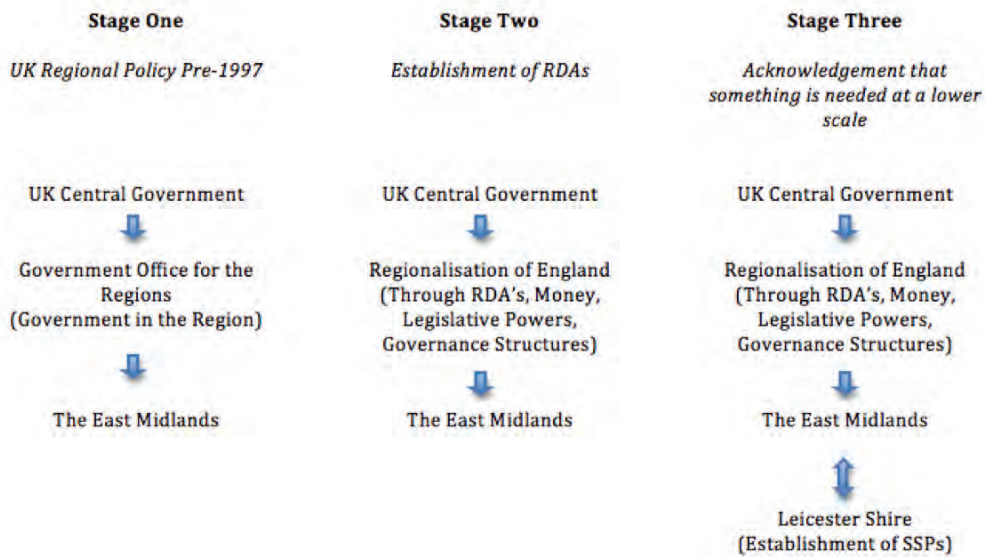 Stage One
UK Regional Policy Pre-1997
UK Central Government
Government Office for the
Regions
(Government in the Region)
The East Midlands
Stage Two
Establishment of RDAs
UK Central Government
Regionalisation of England
(Through RDA's, Money,
Legislative Powers,
Governance Structures)
The East Midlands
Stage Three
Acknowledgement that
something is needed at a lower
scale
UK Central Government
Regionalisation of England
(Through RDA's, Money,
Legislative Powers,
Governance Structures)
The East Midlands
Leicester Shire
(Establishment of SSPs)